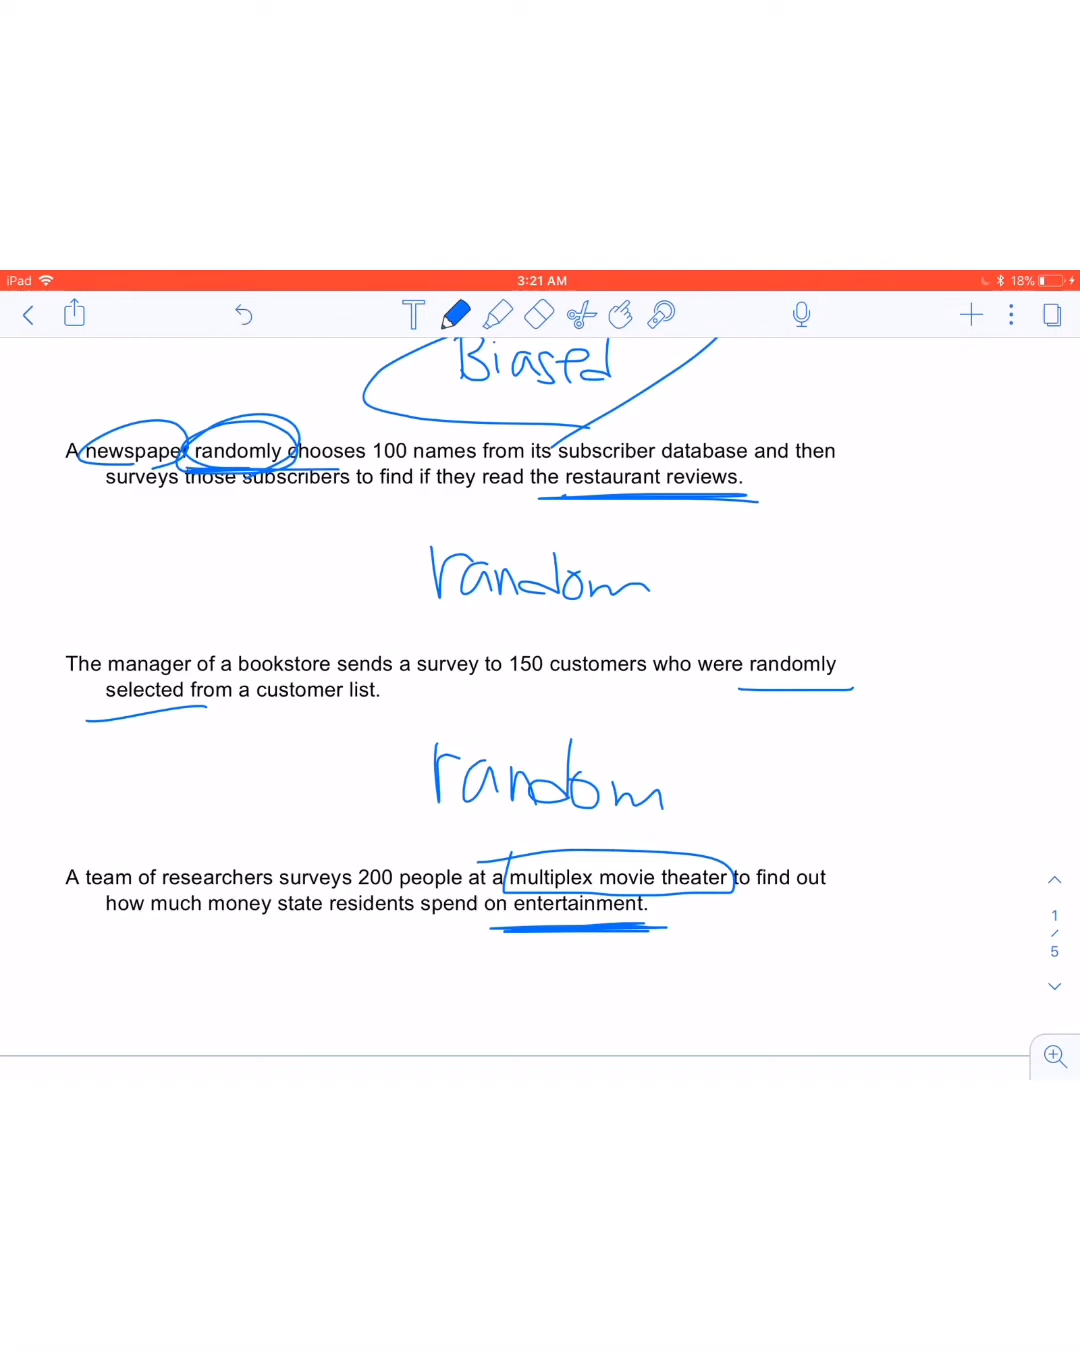 iPad
3:21 AM
18%
T
Biased
A newspaper randomly chooses 100 names from its subscriber database and then
surveys those subscribers to find if they read the restaurant reviews.
random
The manager of a bookstore sends a survey to 150 customers who were randomly
selected from a customer list.
random
A team of researchers surveys 200 people at a multiplex movie theater to find out
how much money state residents spend on entertainment.
1
/
5